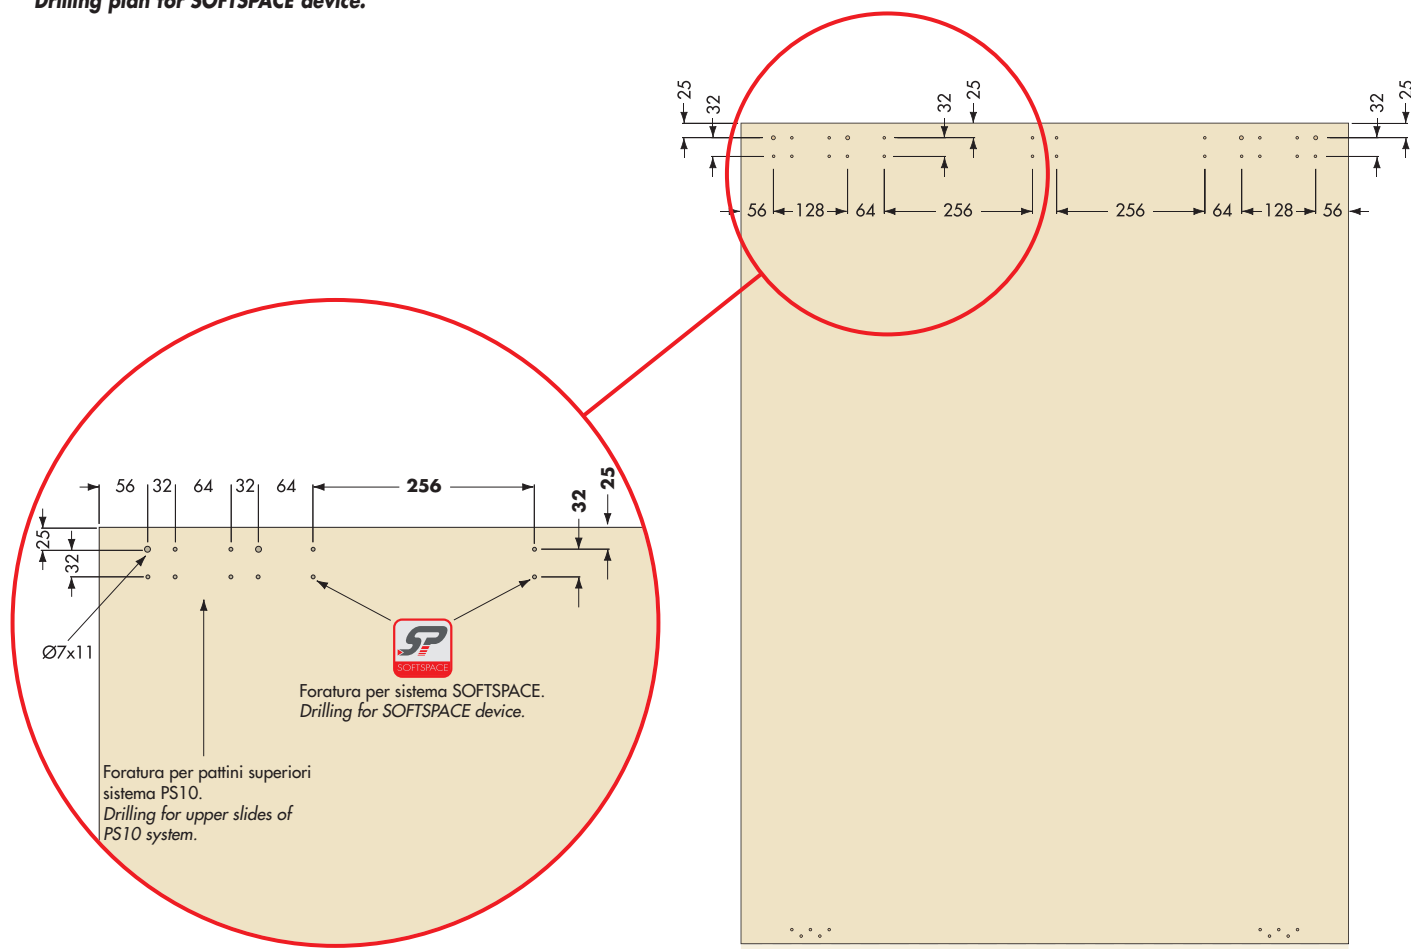 Drilling plan for SOFTSPACE device.
25
32
32
25
32
25
56 128 64 256 256 64 128 56
56 32 64 32 64 256
32
25
25
32
Ø7x11
SP
SOFTSPACE
Foratura per sistema SOFTSPACE.
Drilling for SOFTSPACE device.
Foratura per pattini superiori
sistema PS10.
Drilling for upper slides of
PS10 system.